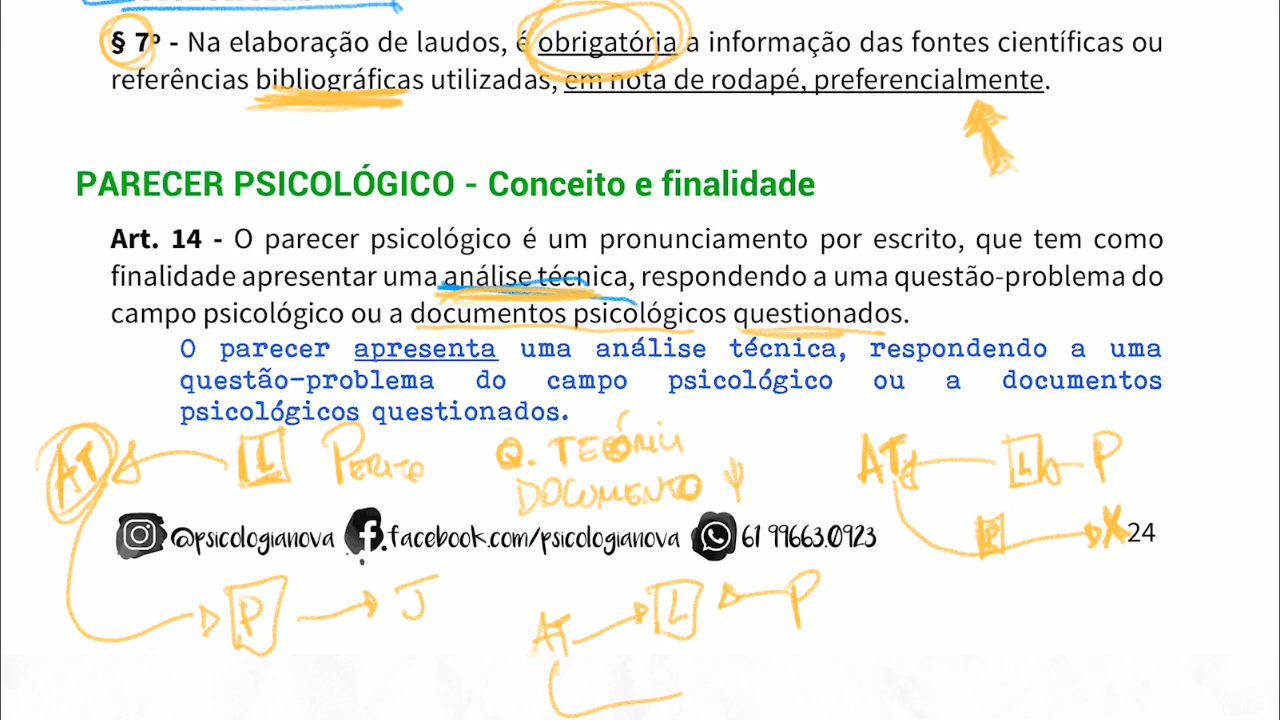 § 7º - Na elaboração de laudos, é obrigatória a informação das fontes científicas ou
referências bibliográficas utilizadas, em nota de rodapé, preferencialmente.
PARECER PSICOLÓGICO - Conceito e finalidade
Art. 14 - O parecer psicológico é um pronunciamento por escrito, que tem como
finalidade apresentar uma análise técnica, respondendo a uma questão-problema do
campo psicológico ou a documentos psicológicos questionados.
O parecer apresenta uma análise técnica, respondendo a uma
questão-problema do campo psicológico ou a documentos
psicológicos questionados.
AT L PERITO Q. TEÓRIC AT L P
DOCUMENTO Ψ
@psicologianova f.facebook.com/psicologianova 61 99663.0923 P X 24
P J AT L P